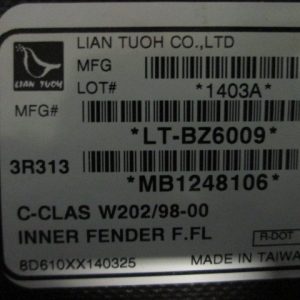 LIAN TUOH CO.,LTD
LIAN TUOH
MFG
LOT#
*1403A*
MFG#
*LT-BZ6009*
3R313
*MB1248106*
C-CLAS W202/98-00
INNER FENDER F.FL
R-DOT
8D610XX140325
MADE IN TAIWA